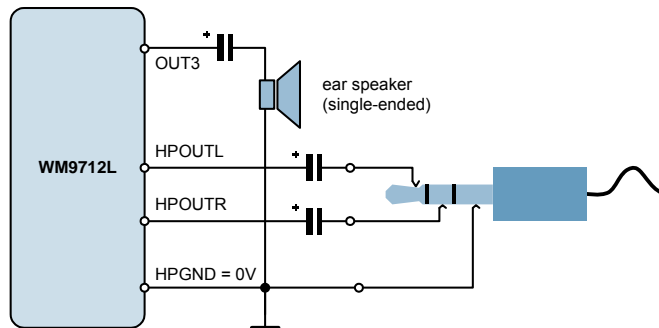 OUT3
ear speaker
(single-ended)
WM9712L
HPOUTL
HPOUTR
HPGND = 0V
+
+
+